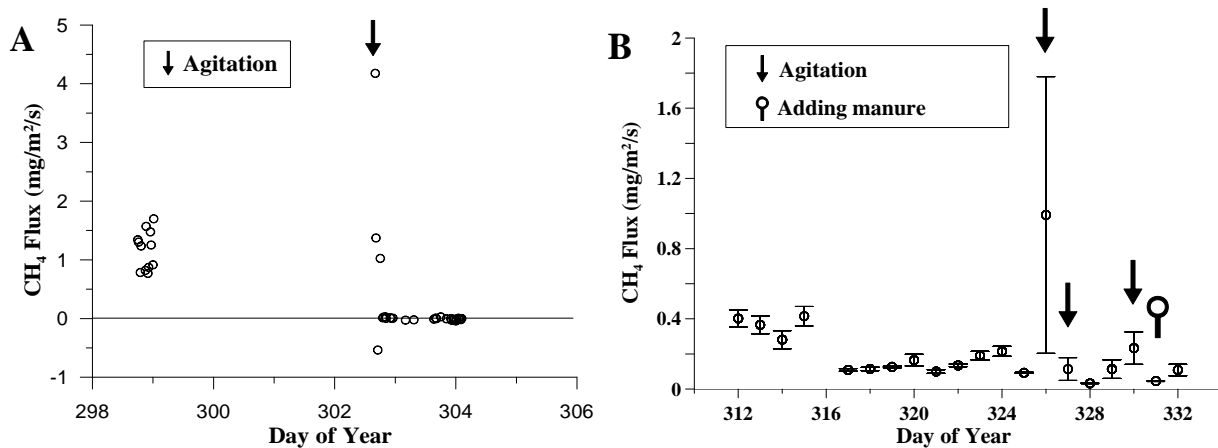 A
Agitation
CH₄ Flux (mg/m²/s)
5
4
3
2
1
0
-1
298
300
302
304
306
Day of Year
B
Agitation
Adding manure
CH₄ Flux (mg/m²/s)
2
1.6
1.2
0.8
0.4
0
312
316
320
324
328
332
Day of Year